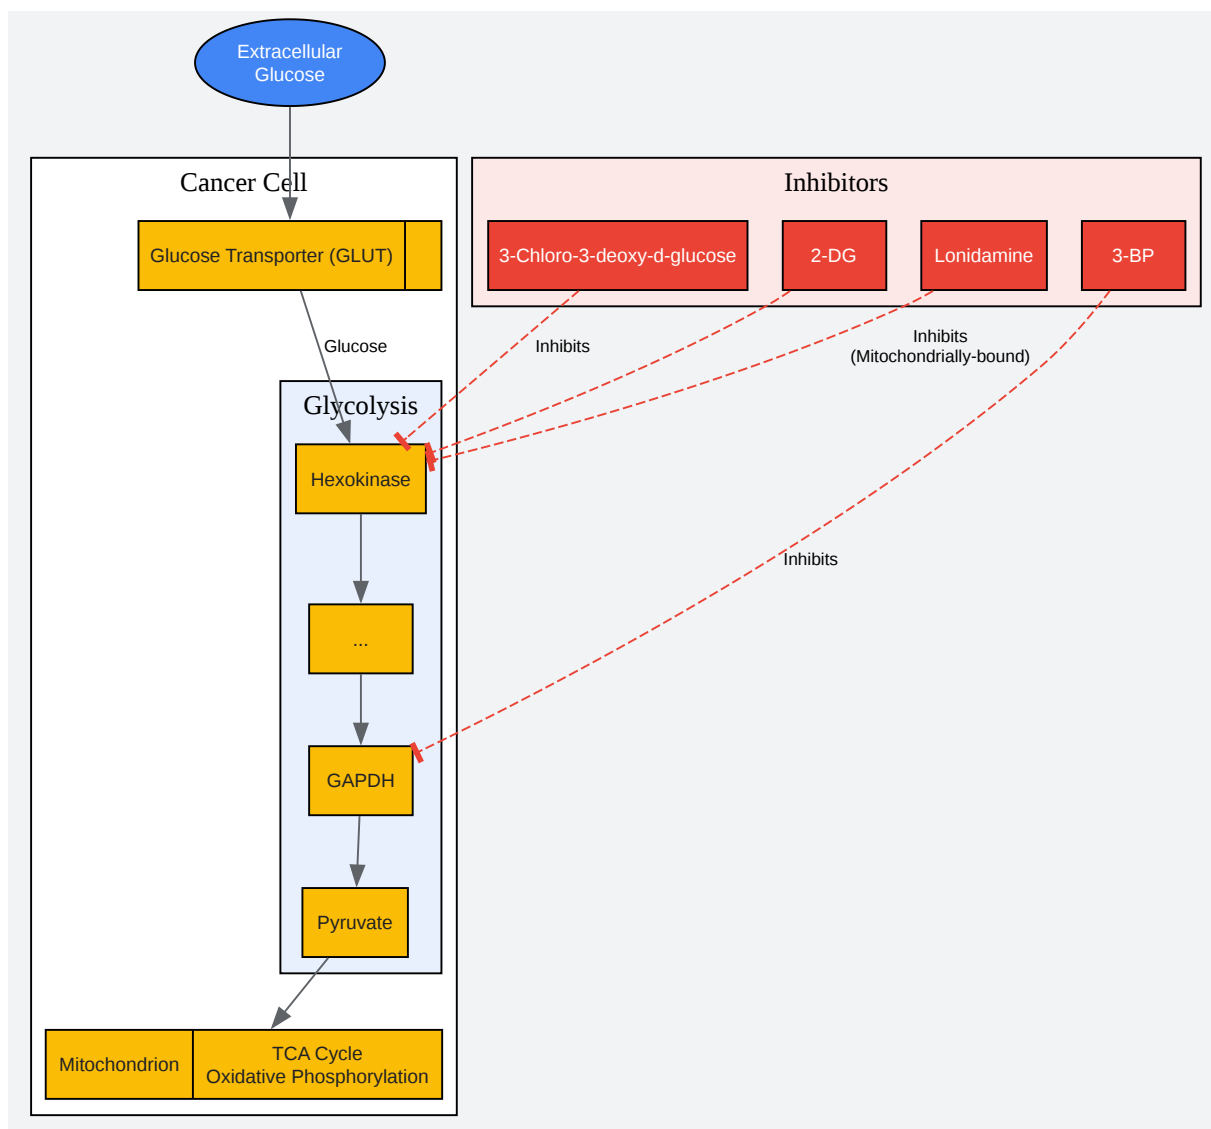 Extracellular
Glucose
Cancer Cell
Inhibitors
Glucose Transporter (GLUT)
3-Chloro-3-deoxy-d-glucose
2-DG
Lonidamine
3-BP
Glucose
Inhibits
Inhibits
(Mitochondrially-bound)
Glycolysis
Hexokinase
Inhibits
...
GAPDH
Pyruvate
Mitochondrion
TCA Cycle
Oxidative Phosphorylation